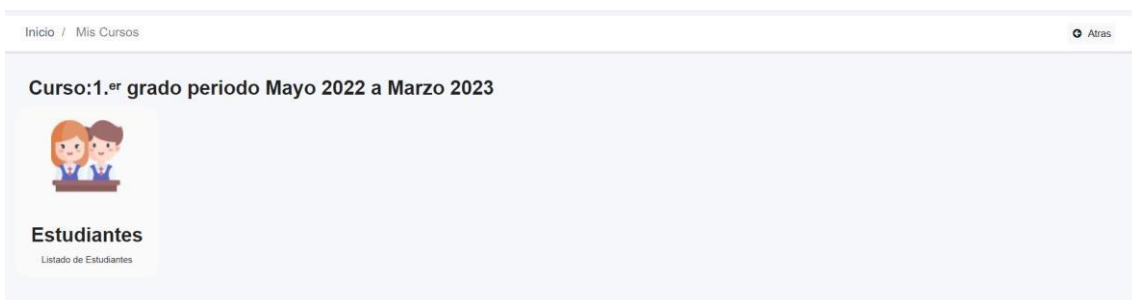 Inicio / Mis Cursos
Atras
Curso:1.ᵉʳ grado periodo Mayo 2022 a Marzo 2023
Estudiantes
Listado de Estudiantes